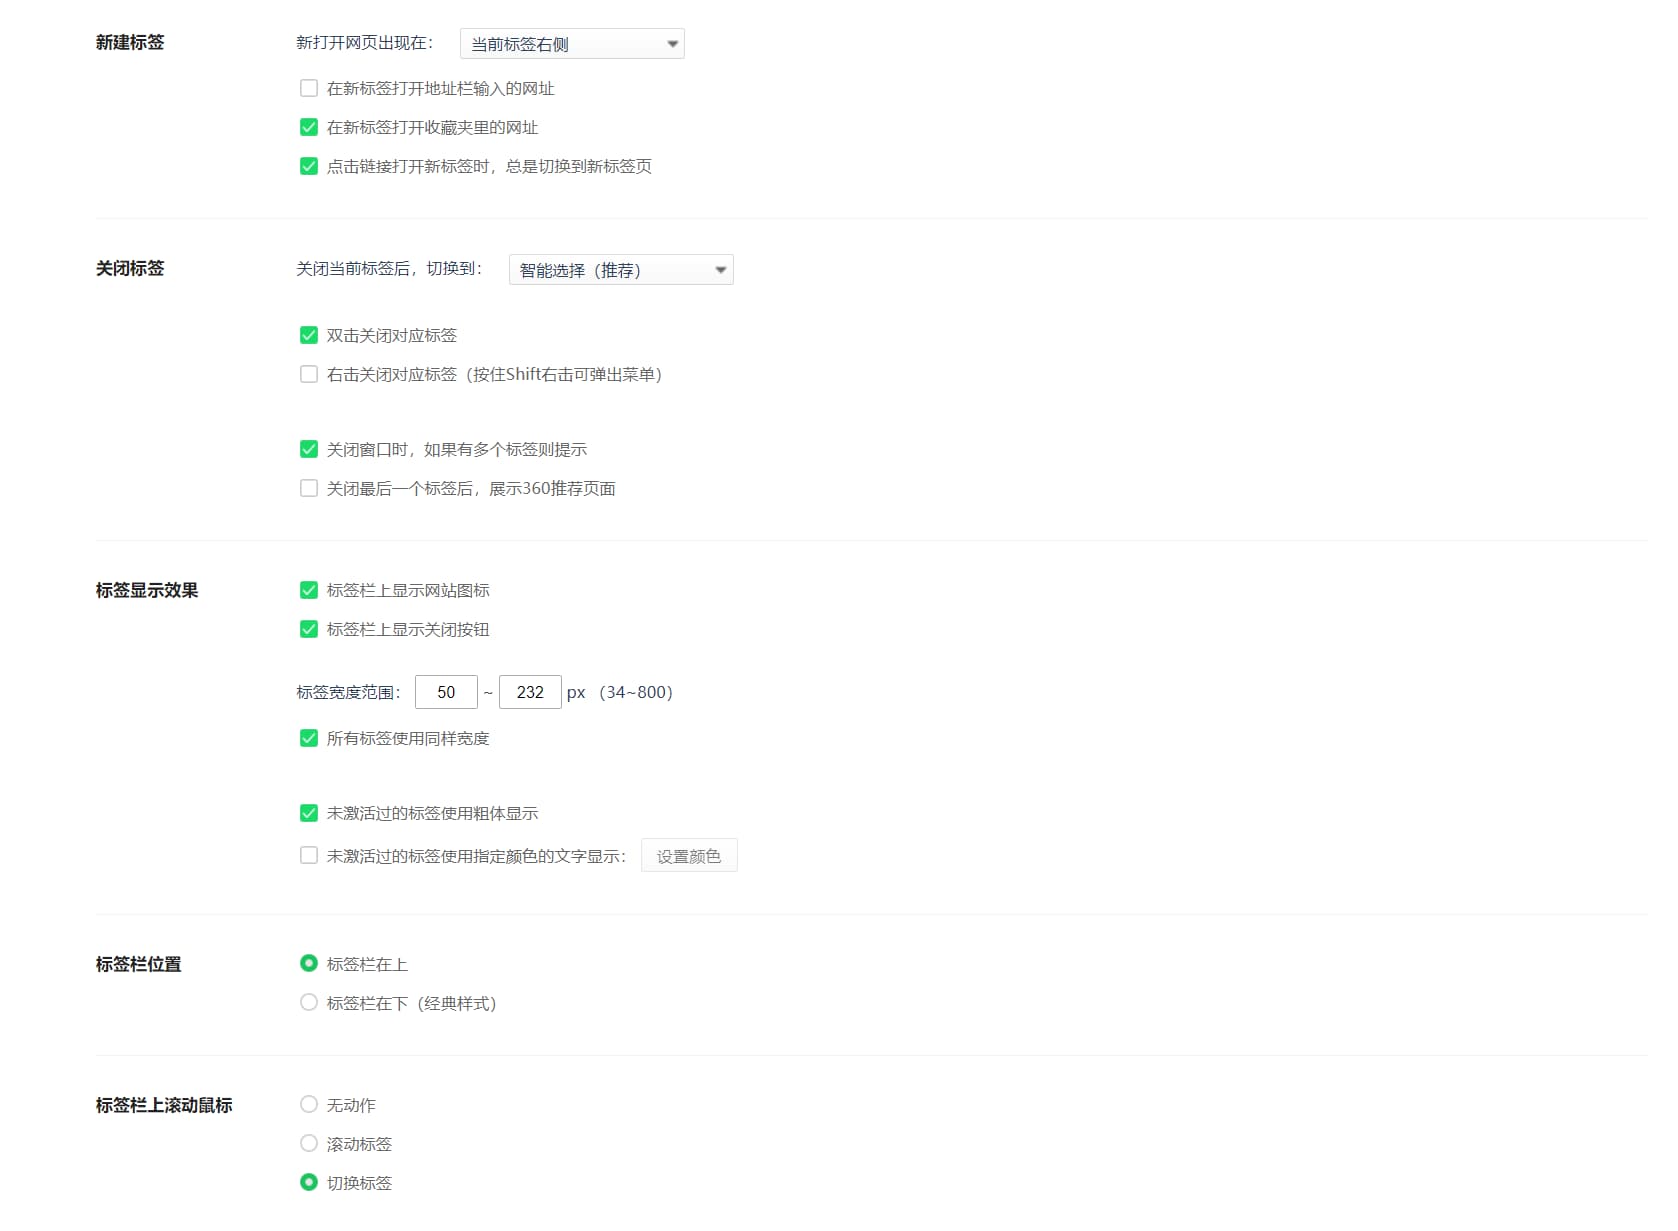 新建标签
新打开网页出现在： 当前标签右侧
在新标签打开地址栏输入的网址
在新标签打开收藏夹里的网址
点击链接打开新标签时，总是切换到新标签页
关闭标签
关闭当前标签后，切换到： 智能选择（推荐）
双击关闭对应标签
右击关闭对应标签（按住Shift右击可弹出菜单）
关闭窗口时，如果有多个标签则提示
关闭最后一个标签后，展示360推荐页面
标签显示效果
标签栏上显示网站图标
标签栏上显示关闭按钮
标签宽度范围： 50 ~ 232 px （34~800）
所有标签使用同样宽度
未激活过的标签使用粗体显示
未激活过的标签使用指定颜色的文字显示： 设置颜色
标签栏位置
标签栏在上
标签栏在下（经典样式）
标签栏上滚动鼠标
无动作
滚动标签
切换标签